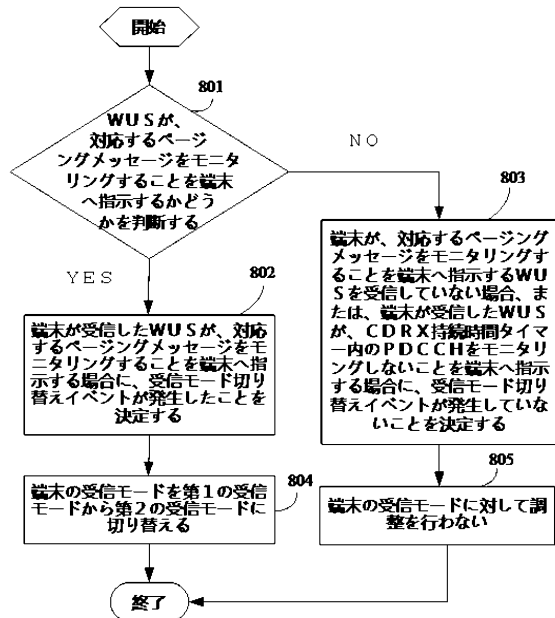 開始
801
ＷＵＳが、
対応するペー ジ
ングメッセージをモニタ
リングすることを端末
へ指示するかどう
かを判断する
ＮＯ
ＹＥＳ
802
端末が受信したＷＵＳが、対応
するページングメッセージをモ
ニタリングすることを端末へ指
示する場合に、受信モード切り
替えイベントが発生したことを
決定する
803
端末が、対応するページング
メッセージをモニタリングす
ることを端末へ指示するＷＵ
Ｓを受信していない場合、ま
たは、端末が受信したＷＵＳ
が、ＣＤＲＸ持続時間タイマ
ー内のＰＤＣＣＨをモニタリ
ングしないことを端末へ指示
する場合に、受信モード切り
替えイベントが発生していな
いことを決定する
端末の受信モードを第１の受信
モードから第２の受信モードに
切り替える
804
805
端末の受信モードに対して調
整を行わない
終了